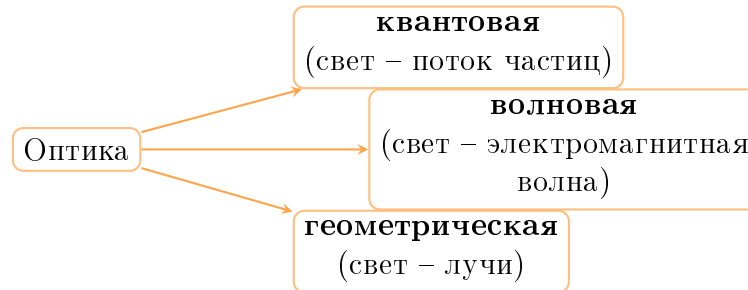 Оптика
квантовая
(свет – поток частиц)
волновая
(свет – электромагнитная
волна)
геометрическая
(свет – лучи)